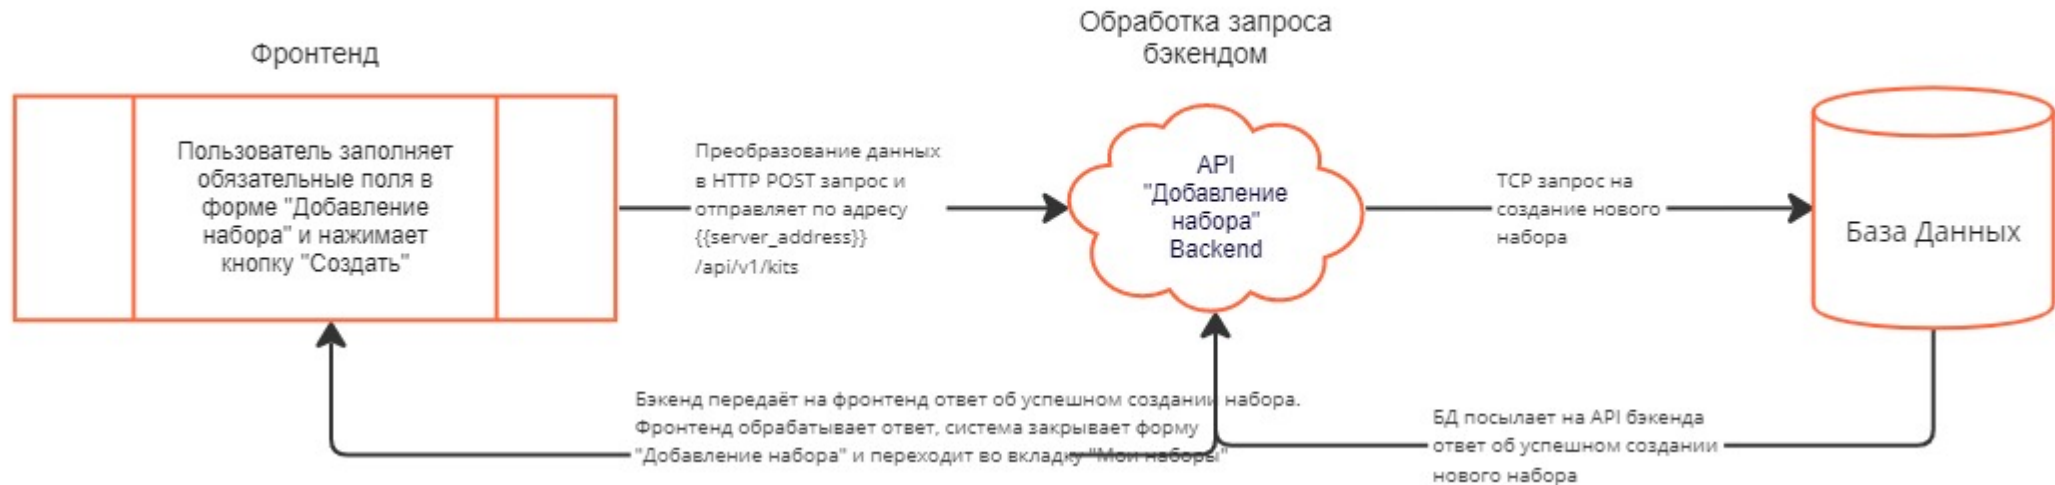 Фронтенд
Обработка запроса
бэкендом
Пользователь заполняет
обязательные поля в
форме "Добавление
набора" и нажимает
кнопку "Создать"
Преобразование данных
в HTTP POST запрос и
отправляет по адресу
{{server_address}}
/api/v1/kits
API
"Добавление
набора"
Backend
TCP запрос на
создание нового
набора
База Данных
Бэкенд передаёт на фронтенд ответ об успешном создании набора.
Фронтенд обрабатывает ответ, система закрывает форму
"Добавление набора" и переходит во вкладку "Мои наборы"
БД посылает на API бэкенда
ответ об успешном создании
нового набора